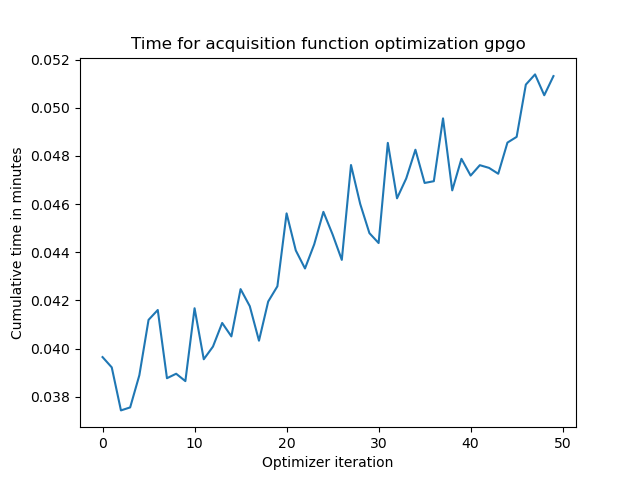 Time for acquisition function optimization gpgo
0.052
0.050
0.048
0.046
0.044
0.042
0.040
0.038
Cumulative time in minutes
0 10 20 30 40 50
Optimizer iteration